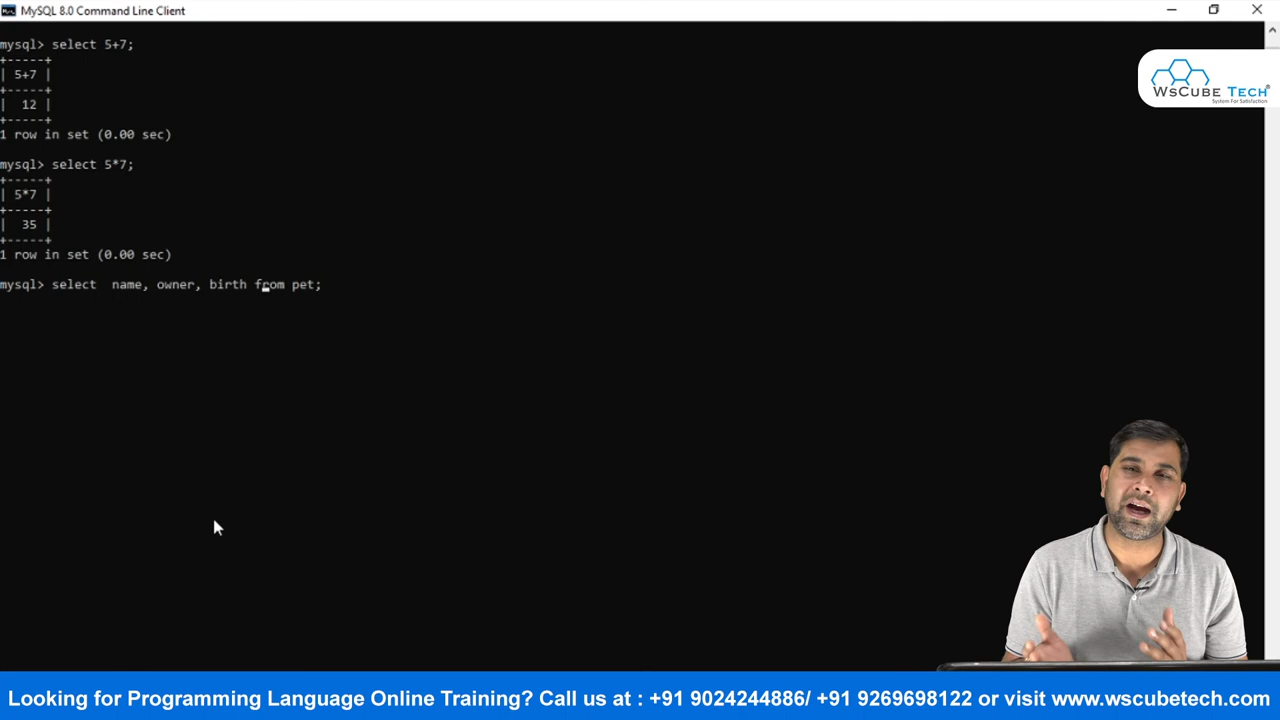 MySQL 8.0 Command Line Client
mysql> select 5+7;
+-----+
| 5+7 |
+-----+
|  12 |
+-----+
1 row in set (0.00 sec)
mysql> select 5*7;
+-----+
| 5*7 |
+-----+
|  35 |
+-----+
1 row in set (0.00 sec)
mysql> select  name, owner, birth from pet;
WsCube Tech
System For Satisfaction
Looking for Programming Language Online Training? Call us at : +91 9024244886/ +91 9269698122 or visit www.wscubetech.com